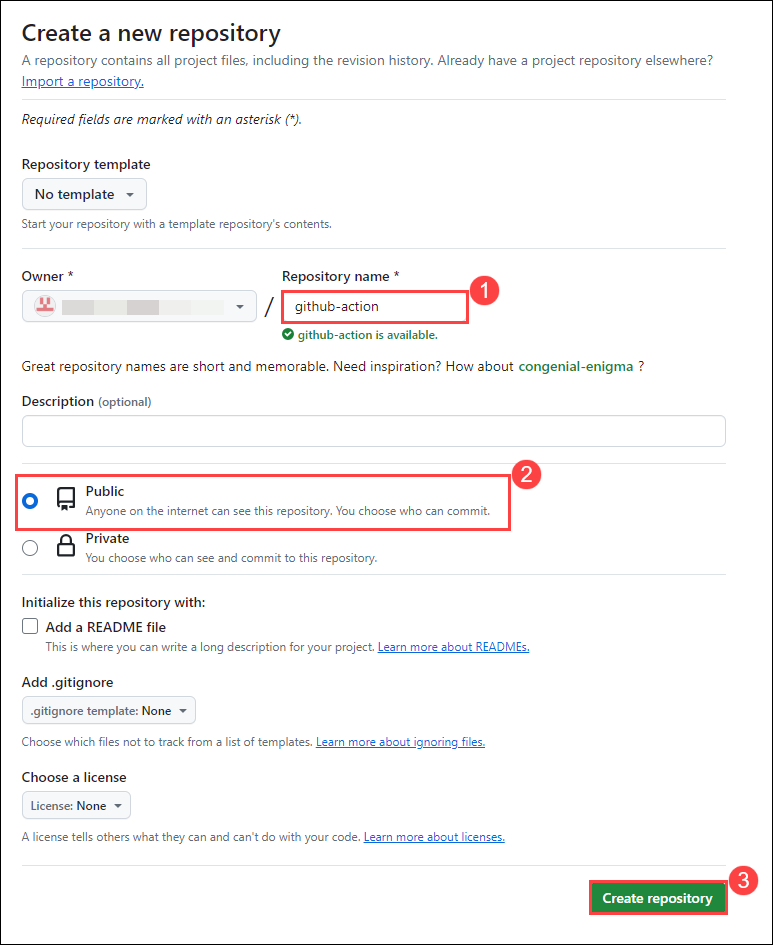 Create a new repository
A repository contains all project files, including the revision history. Already have a project repository elsewhere?
Import a repository.
Required fields are marked with an asterisk (*).
Repository template
No template
Start your repository with a template repository's contents.
Owner *
Repository name *
/
github-action
1
github-action is available.
Great repository names are short and memorable. Need inspiration? How about congenial-enigma ?
Description (optional)
2
Public
Anyone on the internet can see this repository. You choose who can commit.
Private
You choose who can see and commit to this repository.
Initialize this repository with:
Add a README file
This is where you can write a long description for your project. Learn more about READMEs.
Add .gitignore
.gitignore template: None
Choose which files not to track from a list of templates. Learn more about ignoring files.
Choose a license
License: None
A license tells others what they can and can't do with your code. Learn more about licenses.
3
Create repository